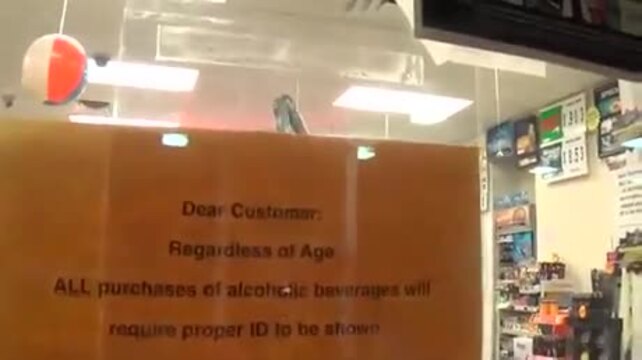 Dear Customer:
Regardless of Age
ALL purchases of alcoholic beverages will
require proper ID to be shown